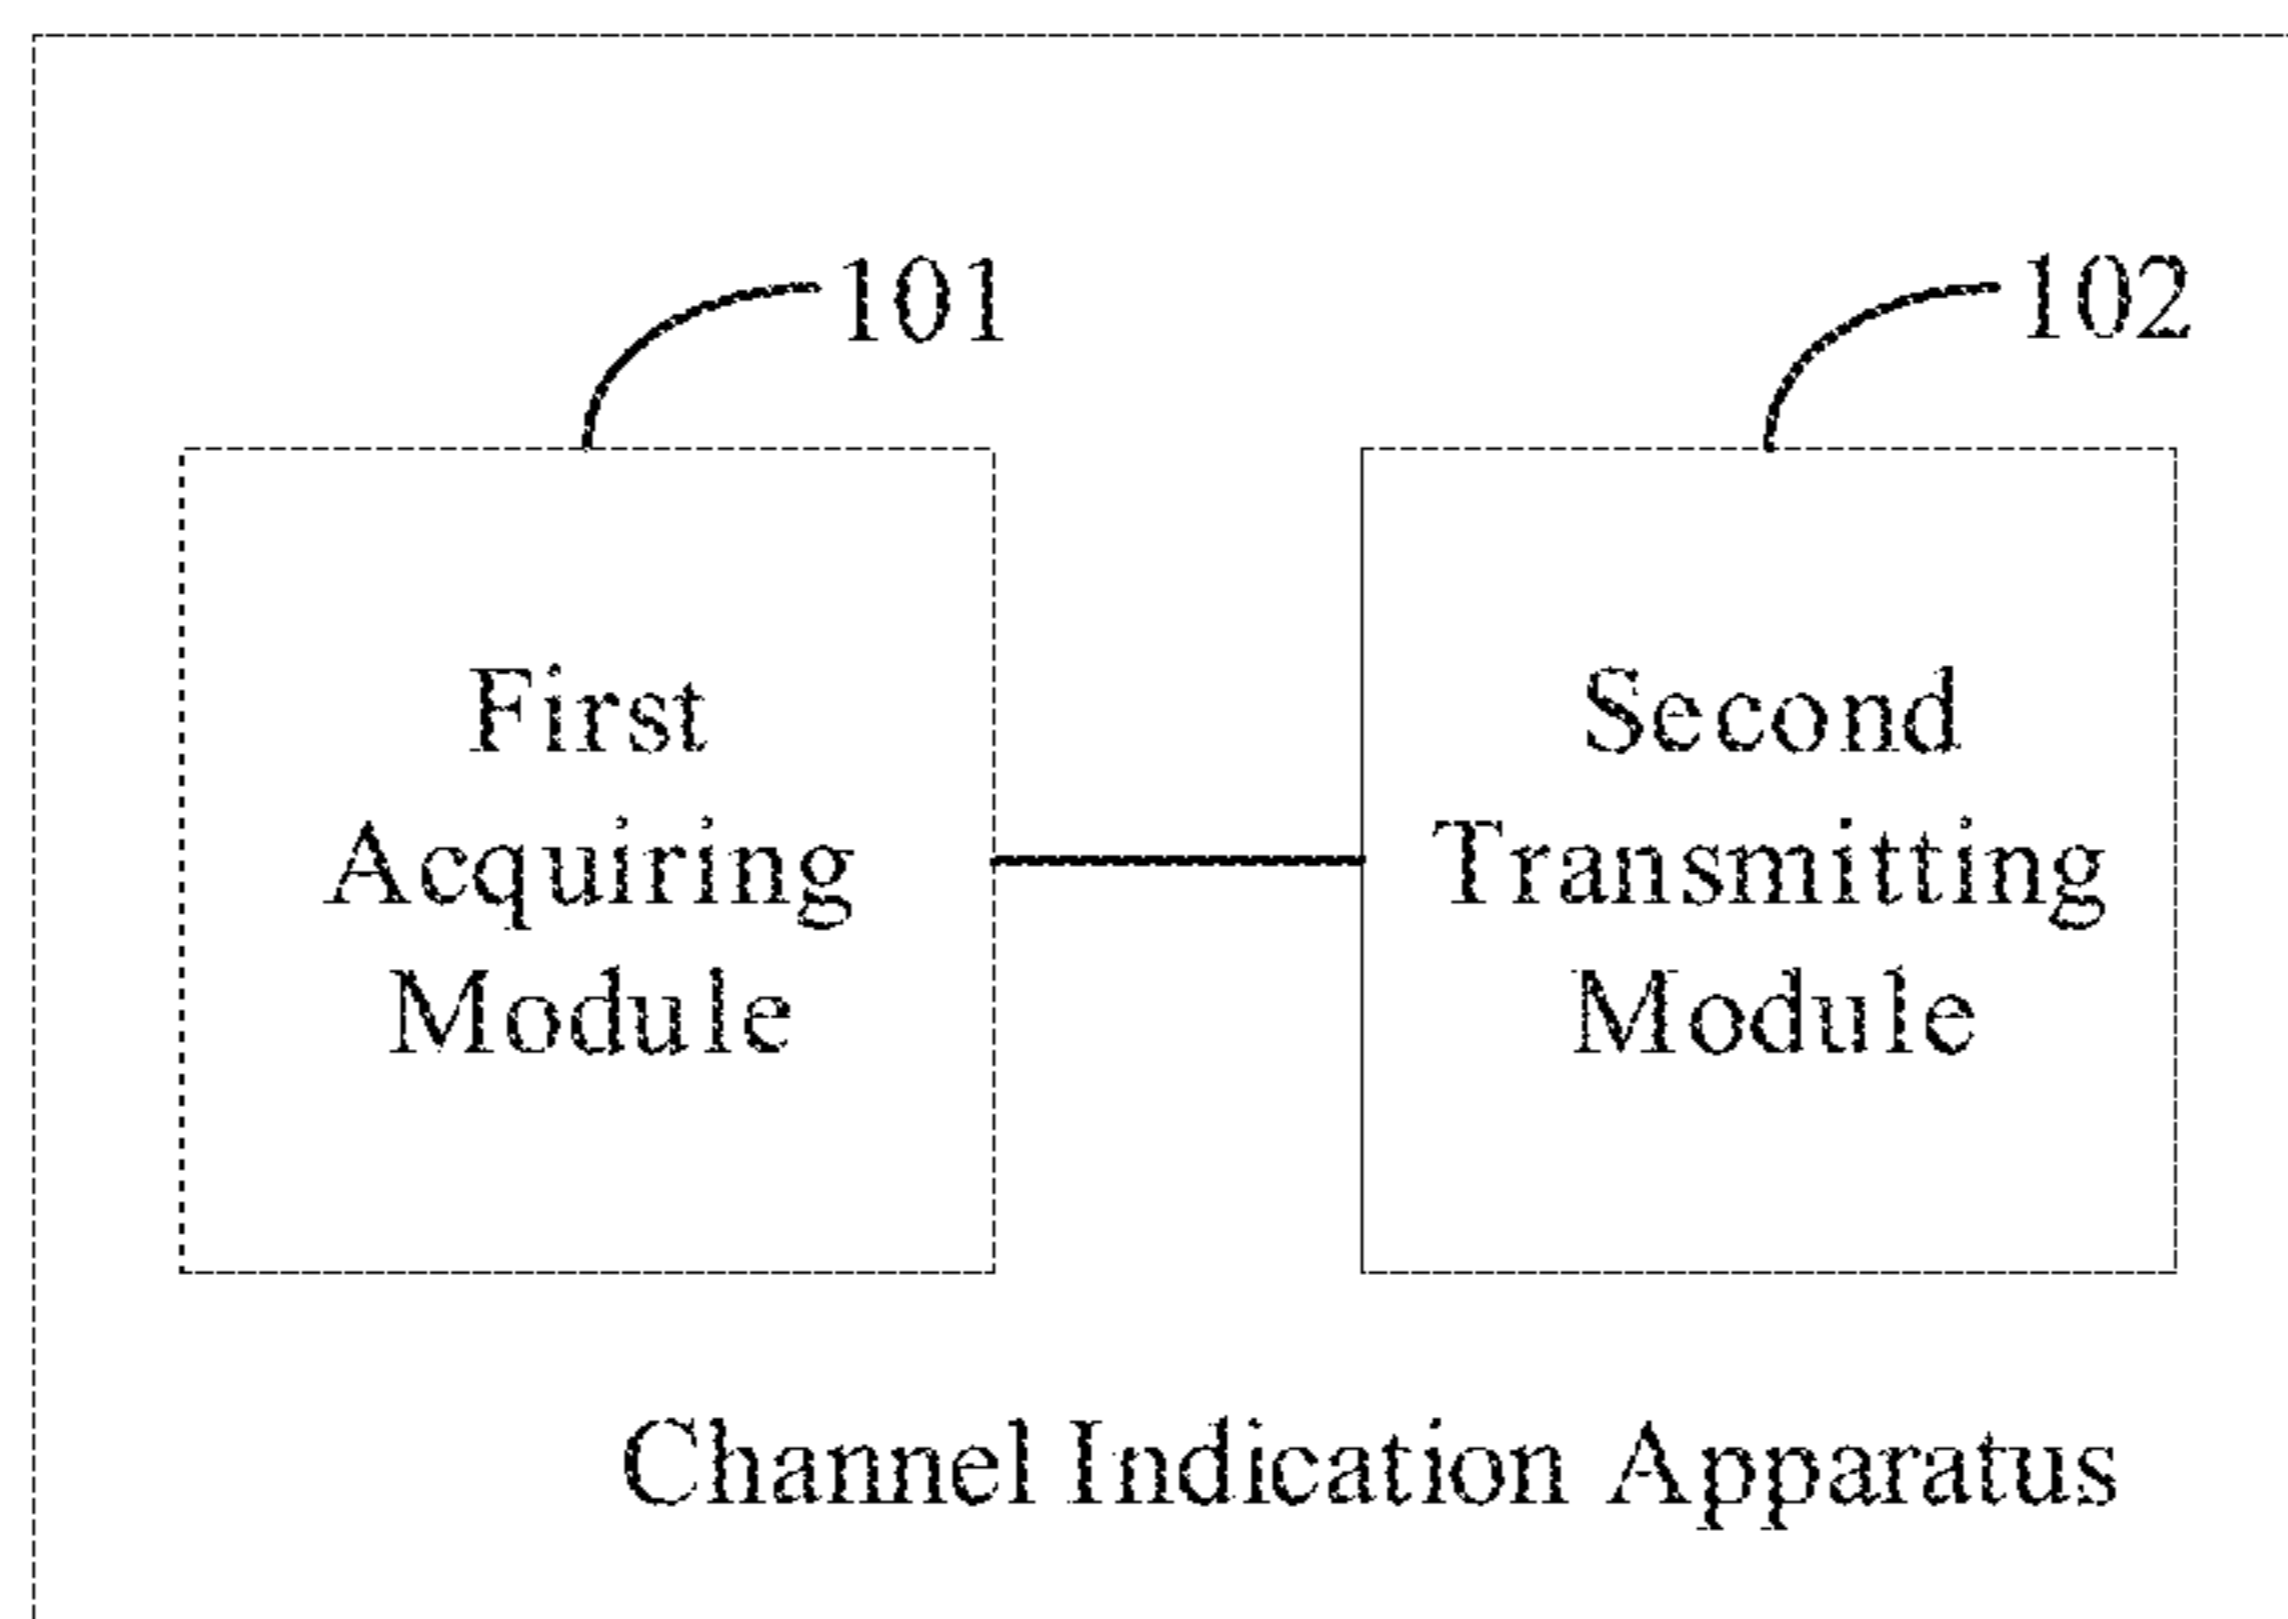 101
102
First
Acquiring
Module
Second
Transmitting
Module
Channel Indication Apparatus